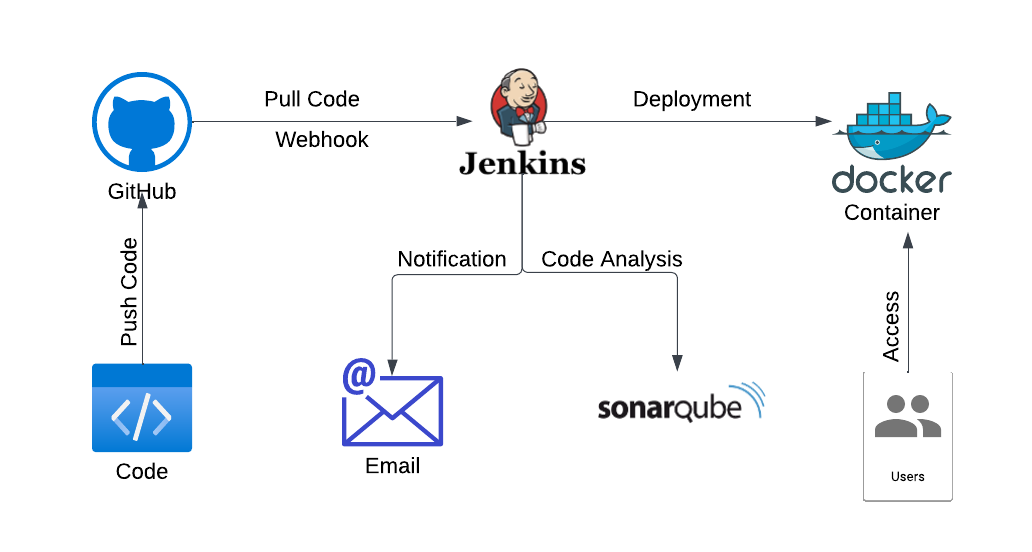 Pull Code
Webhook
Deployment
GitHub
Jenkins
docker
Container
Push Code
Notification
Code Analysis
Access
@
</>
Code
Email
sonarqube
Users